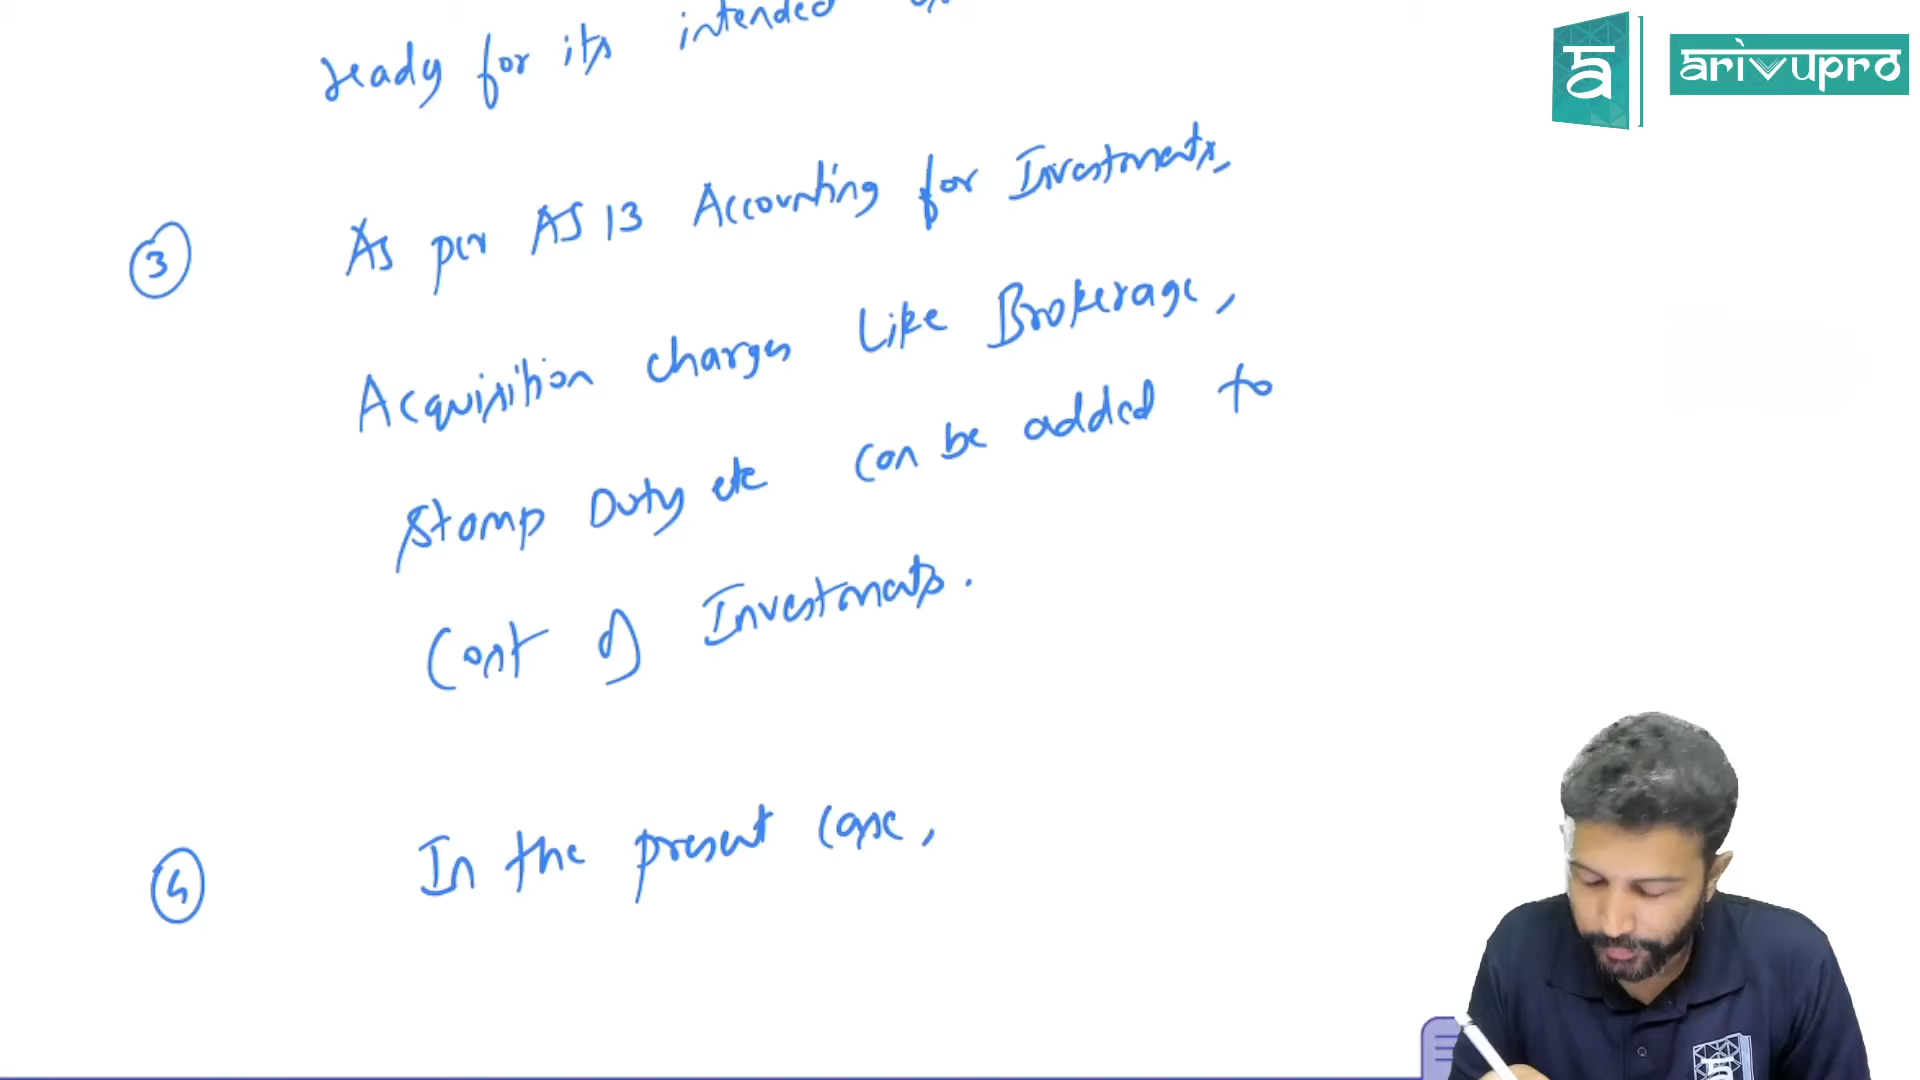 ready for its intended
arivupro
③ As per AS 13 Accounting for Investments,
Acquisition charges Like Brokerage,
Stamp Duty etc can be added to
Cost of Investments.
④ In the present case,